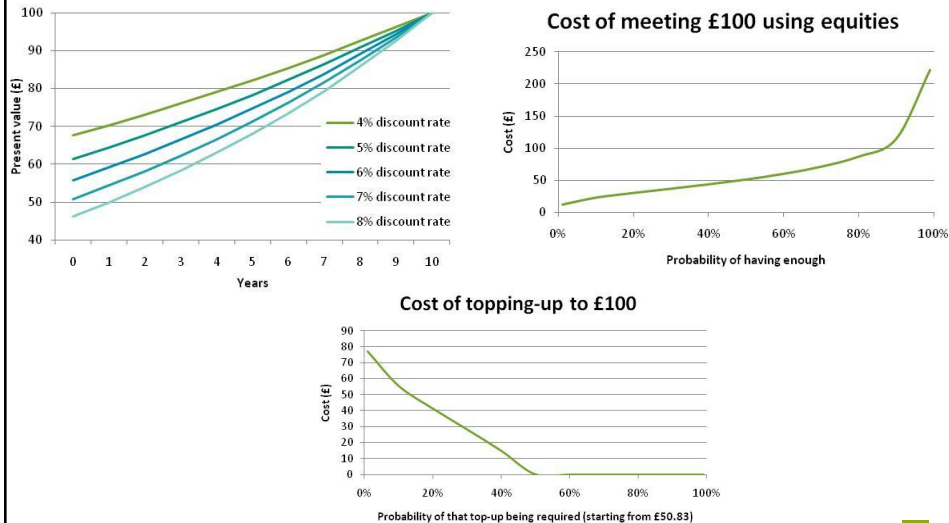 100
90
80
70
60
50
40
Present value (£)
4% discount rate
5% discount rate
6% discount rate
7% discount rate
8% discount rate
0 1 2 3 4 5 6 7 8 9 10
Years
Cost of meeting £100 using equities
250
200
150
100
50
0
Cost (£)
0% 20% 40% 60% 80% 100%
Probability of having enough
Cost of topping-up to £100
90
80
70
60
50
40
30
20
10
0
Cost (£)
0% 20% 40% 60% 80% 100%
Probability of that top-up being required (starting from £50.83)